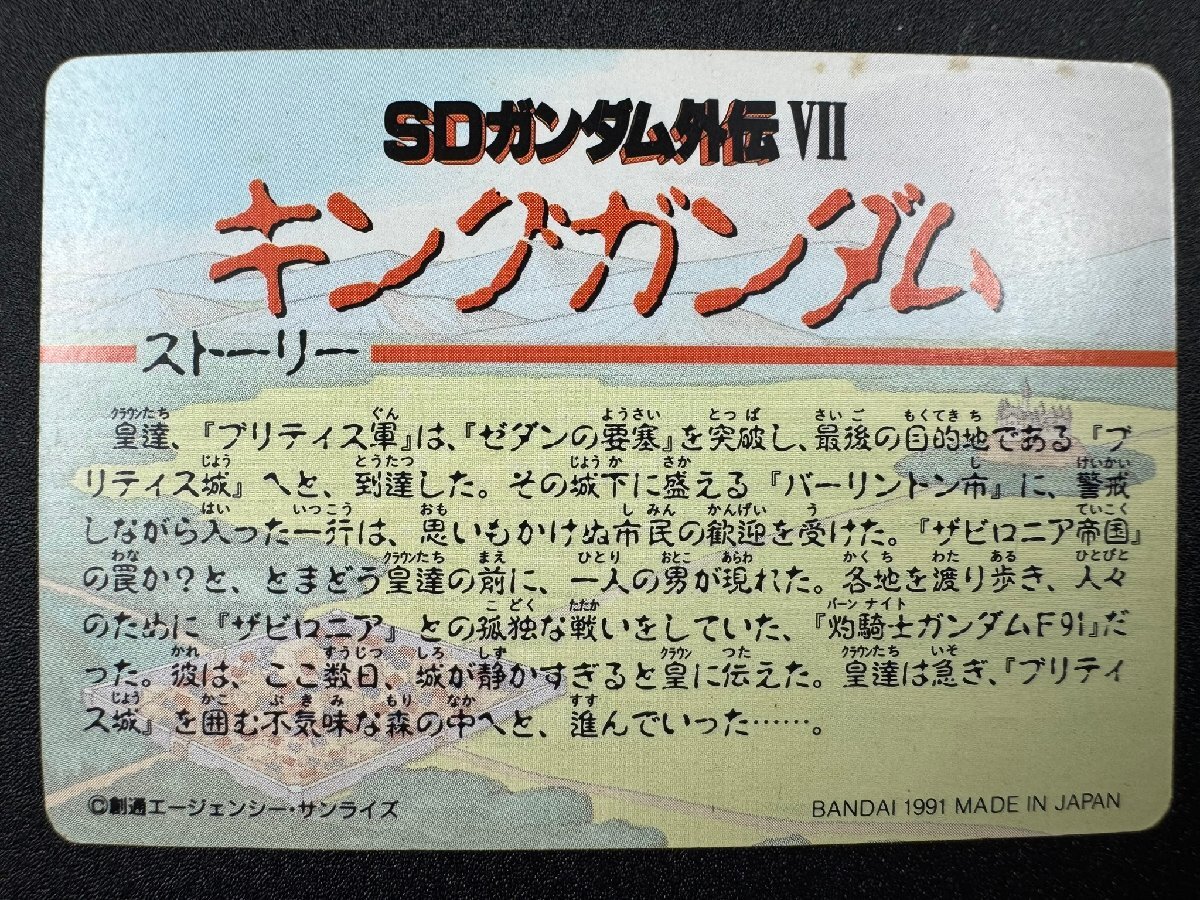 SDガンダム外伝 VII
キングガンダム
ストーリー
皇達、『ブリティス軍』は、『ゼダンの要塞』を突破し、最後の目的地である『ブ
リティス城』へと、到達した。その城下に盛える『バーリントン市』に、警戒
しながら入った一行は、思いもかけぬ市民の歓迎を受けた。『ザビロニア帝国』
の罠か?と、とまどう皇達の前に、一人の男が現れた。各地を渡り歩き、人々
のために『ザビロニア』との孤独な戦いをしていた、『灼騎士ガンダムF91』だ
った。彼は、ここ数日、城が静かすぎると皇に伝えた。皇達は急ぎ、『ブリティ
ス城』を囲む不気味な森の中へと、進んでいった……。
©創通エージェンシー・サンライズ
BANDAI 1991 MADE IN JAPAN